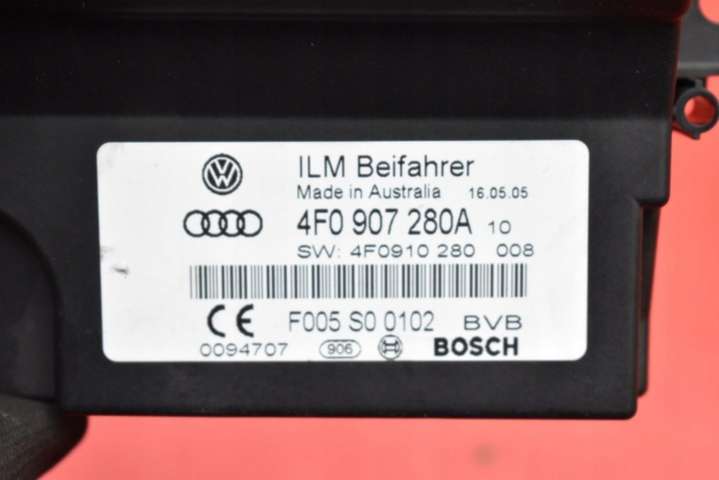 ILM Beifahrer
Made in Australia 16.05.05
4F0 907 280A 10
SW: 4F0910 280 008
CE F005 S0 0102 BVB
0094707 906 BOSCH